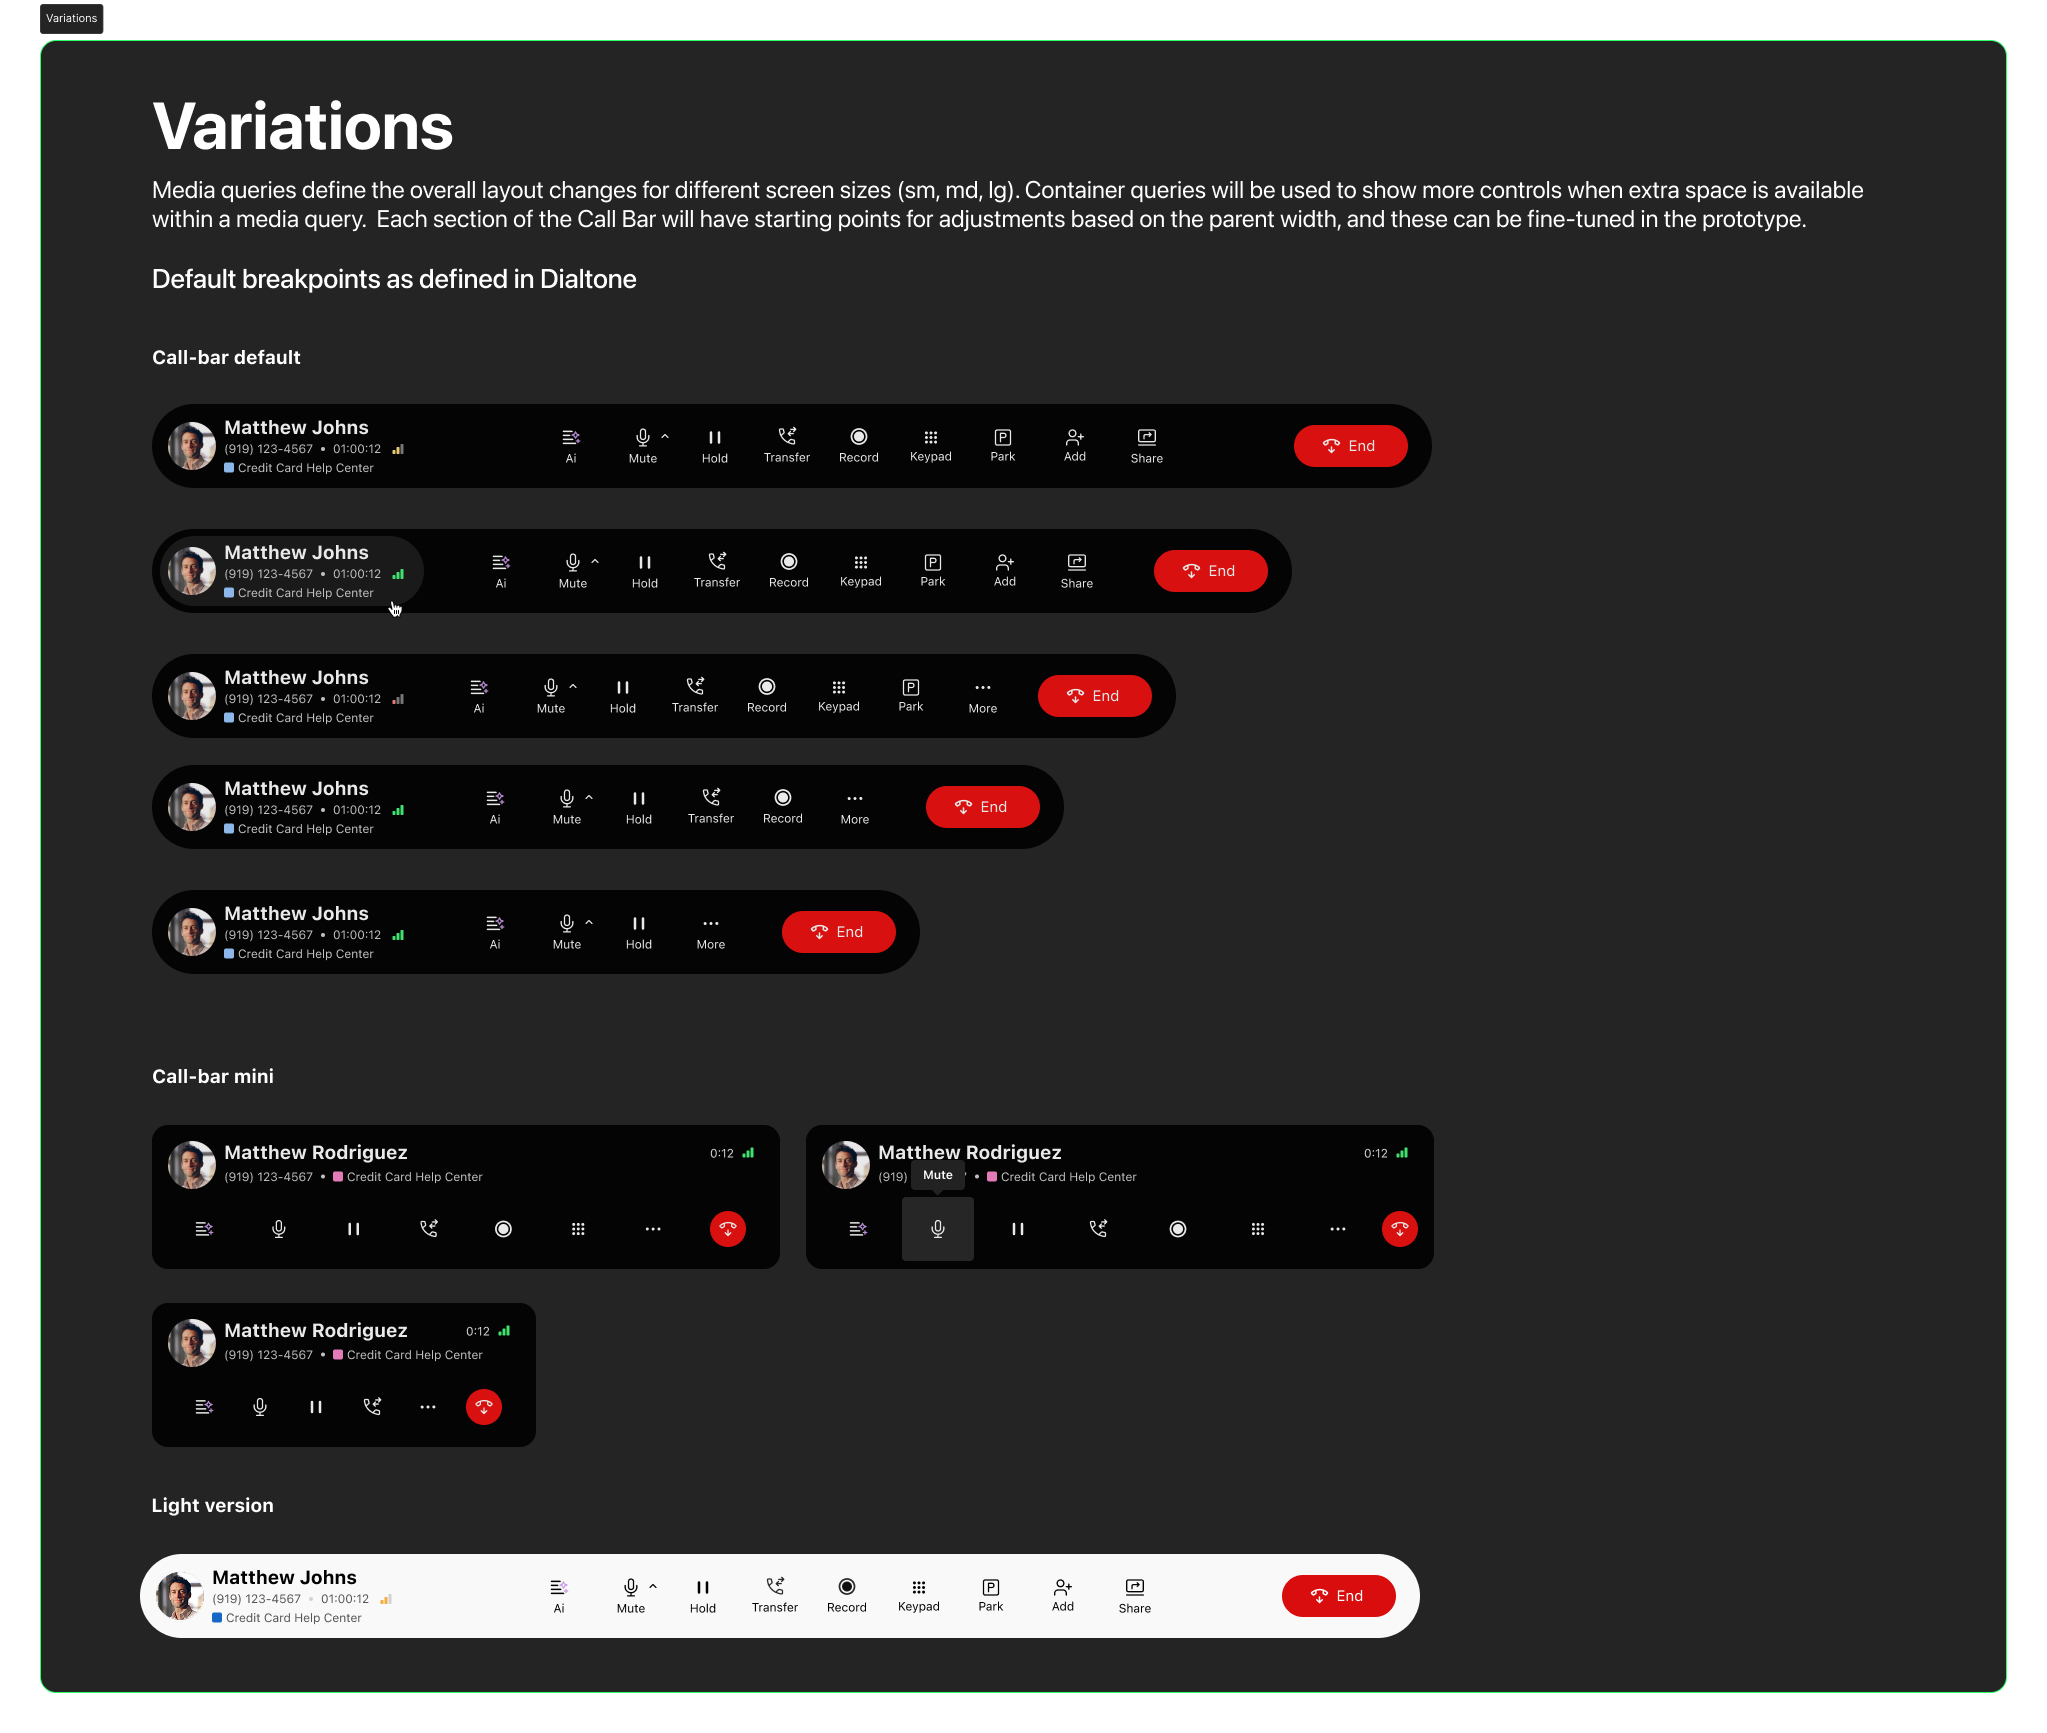 Variations
Variations
Media queries define the overall layout changes for different screen sizes (sm, md, lg). Container queries will be used to show more controls when extra space is available
within a media query.  Each section of the Call Bar will have starting points for adjustments based on the parent width, and these can be fine-tuned in the prototype.
Default breakpoints as defined in Dialtone
Call-bar default
Matthew Johns
(919) 123-4567 • 01:00:12
Credit Card Help Center
Ai Mute Hold Transfer Record Keypad Park Add Share End
Matthew Johns
(919) 123-4567 • 01:00:12
Credit Card Help Center
Ai Mute Hold Transfer Record Keypad Park Add Share End
Matthew Johns
(919) 123-4567 • 01:00:12
Credit Card Help Center
Ai Mute Hold Transfer Record Keypad Park More End
Matthew Johns
(919) 123-4567 • 01:00:12
Credit Card Help Center
Ai Mute Hold Transfer Record More End
Matthew Johns
(919) 123-4567 • 01:00:12
Credit Card Help Center
Ai Mute Hold More End
Call-bar mini
Matthew Rodriguez 0:12
(919) 123-4567 • Credit Card Help Center
Matthew Rodriguez 0:12
(919) • Credit Card Help Center
Mute
Matthew Rodriguez 0:12
(919) 123-4567 • Credit Card Help Center
Light version
Matthew Johns
(919) 123-4567 • 01:00:12
Credit Card Help Center
Ai Mute Hold Transfer Record Keypad Park Add Share End